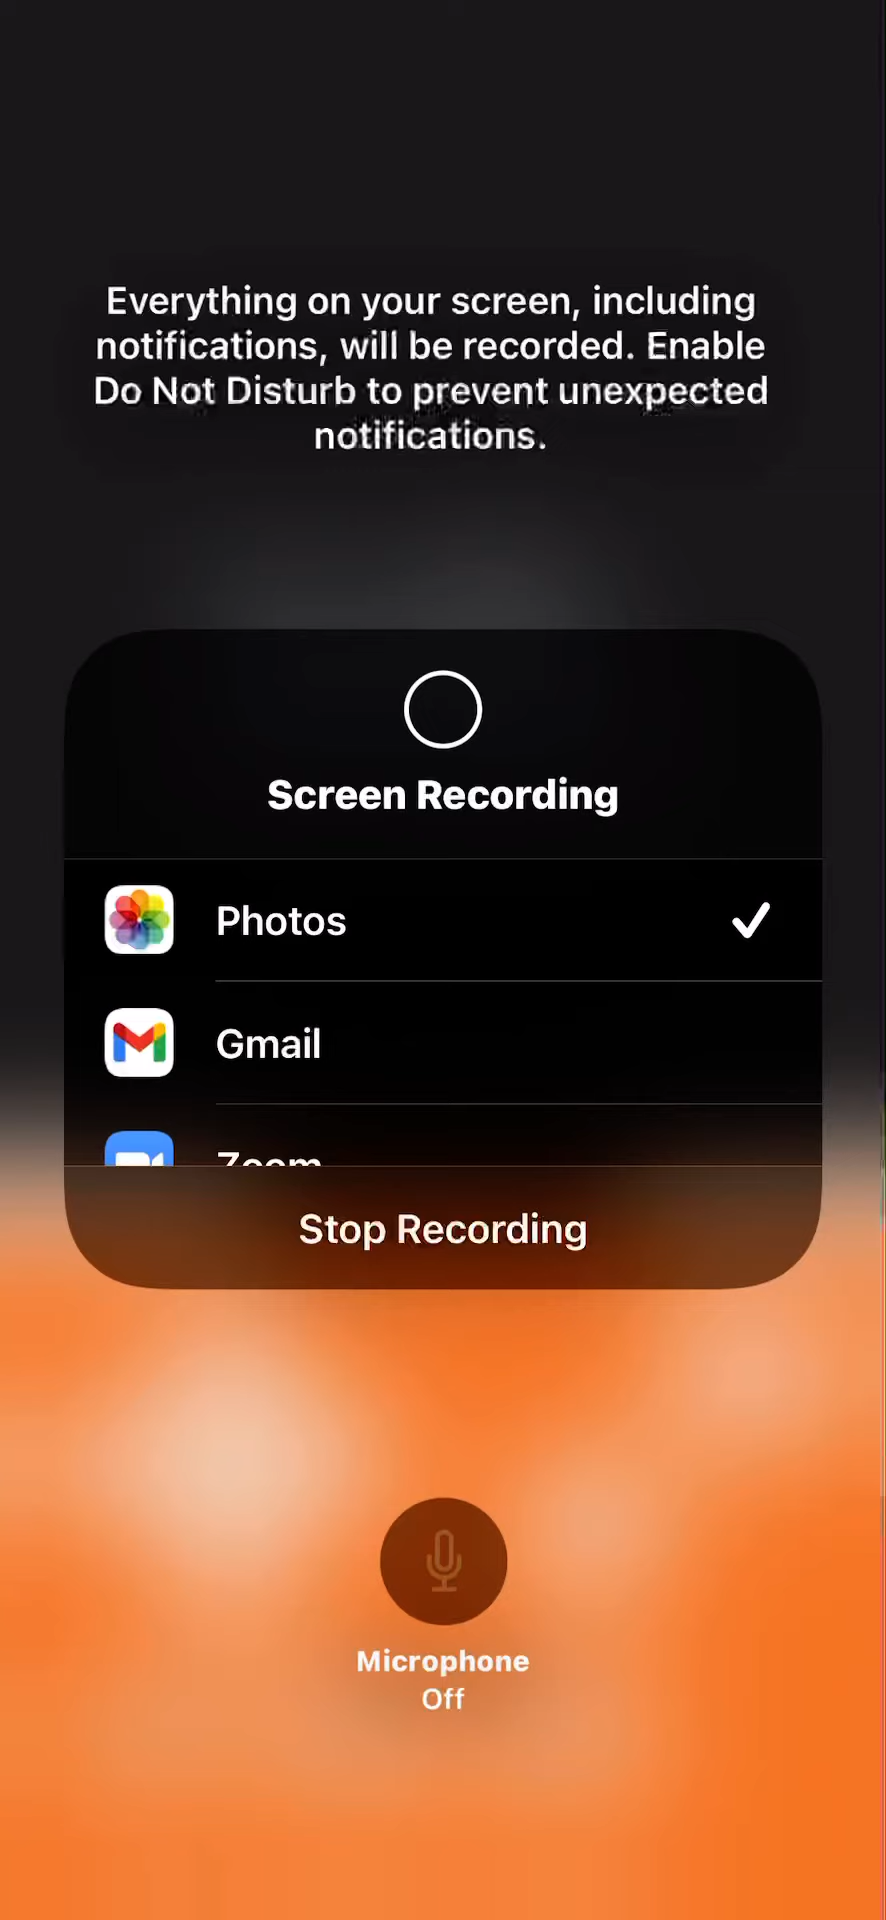 Everything on your screen, including
notifications, will be recorded. Enable
Do Not Disturb to prevent unexpected
notifications.
Screen Recording
Photos
Gmail
Zoom
Stop Recording
Microphone
Off